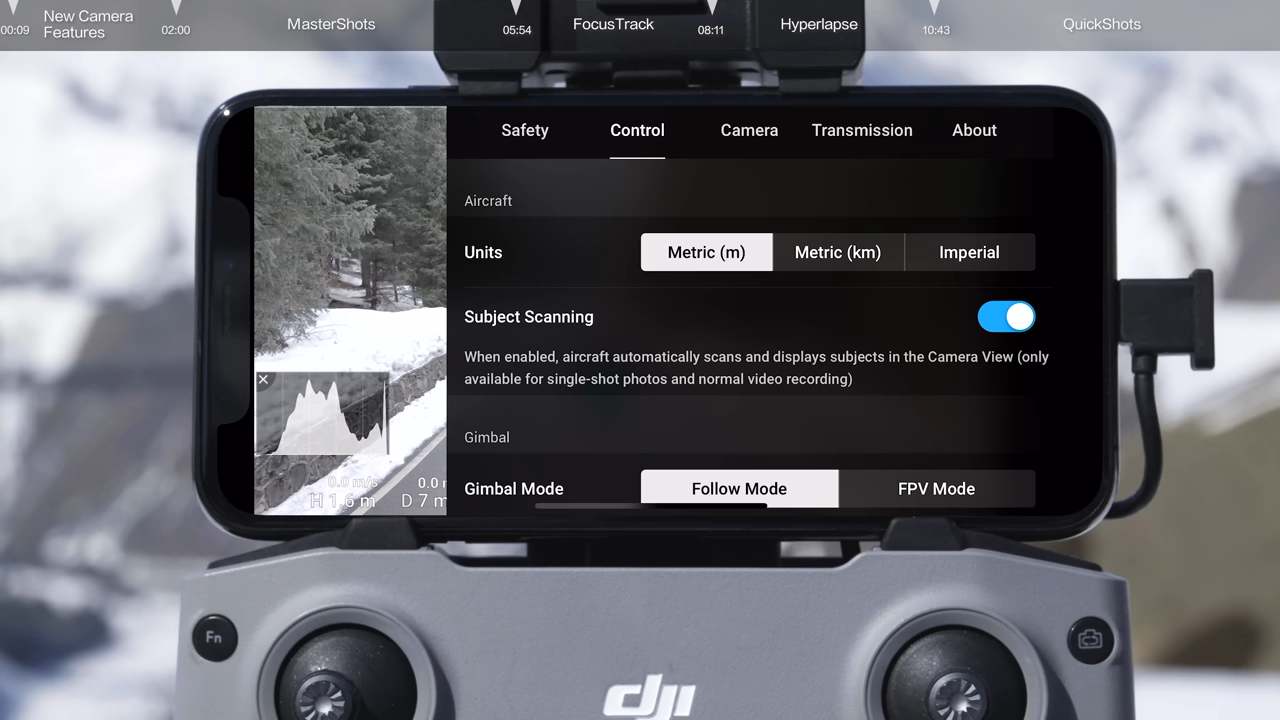 New Camera
Features
MasterShots
FocusTrack
Hyperlapse
QuickShots
00:09
02:00
05:54
08:11
10:43
Safety
Control
Camera
Transmission
About
Aircraft
Units
Metric (m)
Metric (km)
Imperial
Subject Scanning
When enabled, aircraft automatically scans and displays subjects in the Camera View (only
available for single-shot photos and normal video recording)
Gimbal
Gimbal Mode
Follow Mode
FPV Mode
0.0 m/s
0.0
H 1.6 m
D 7 m
Fn
dji